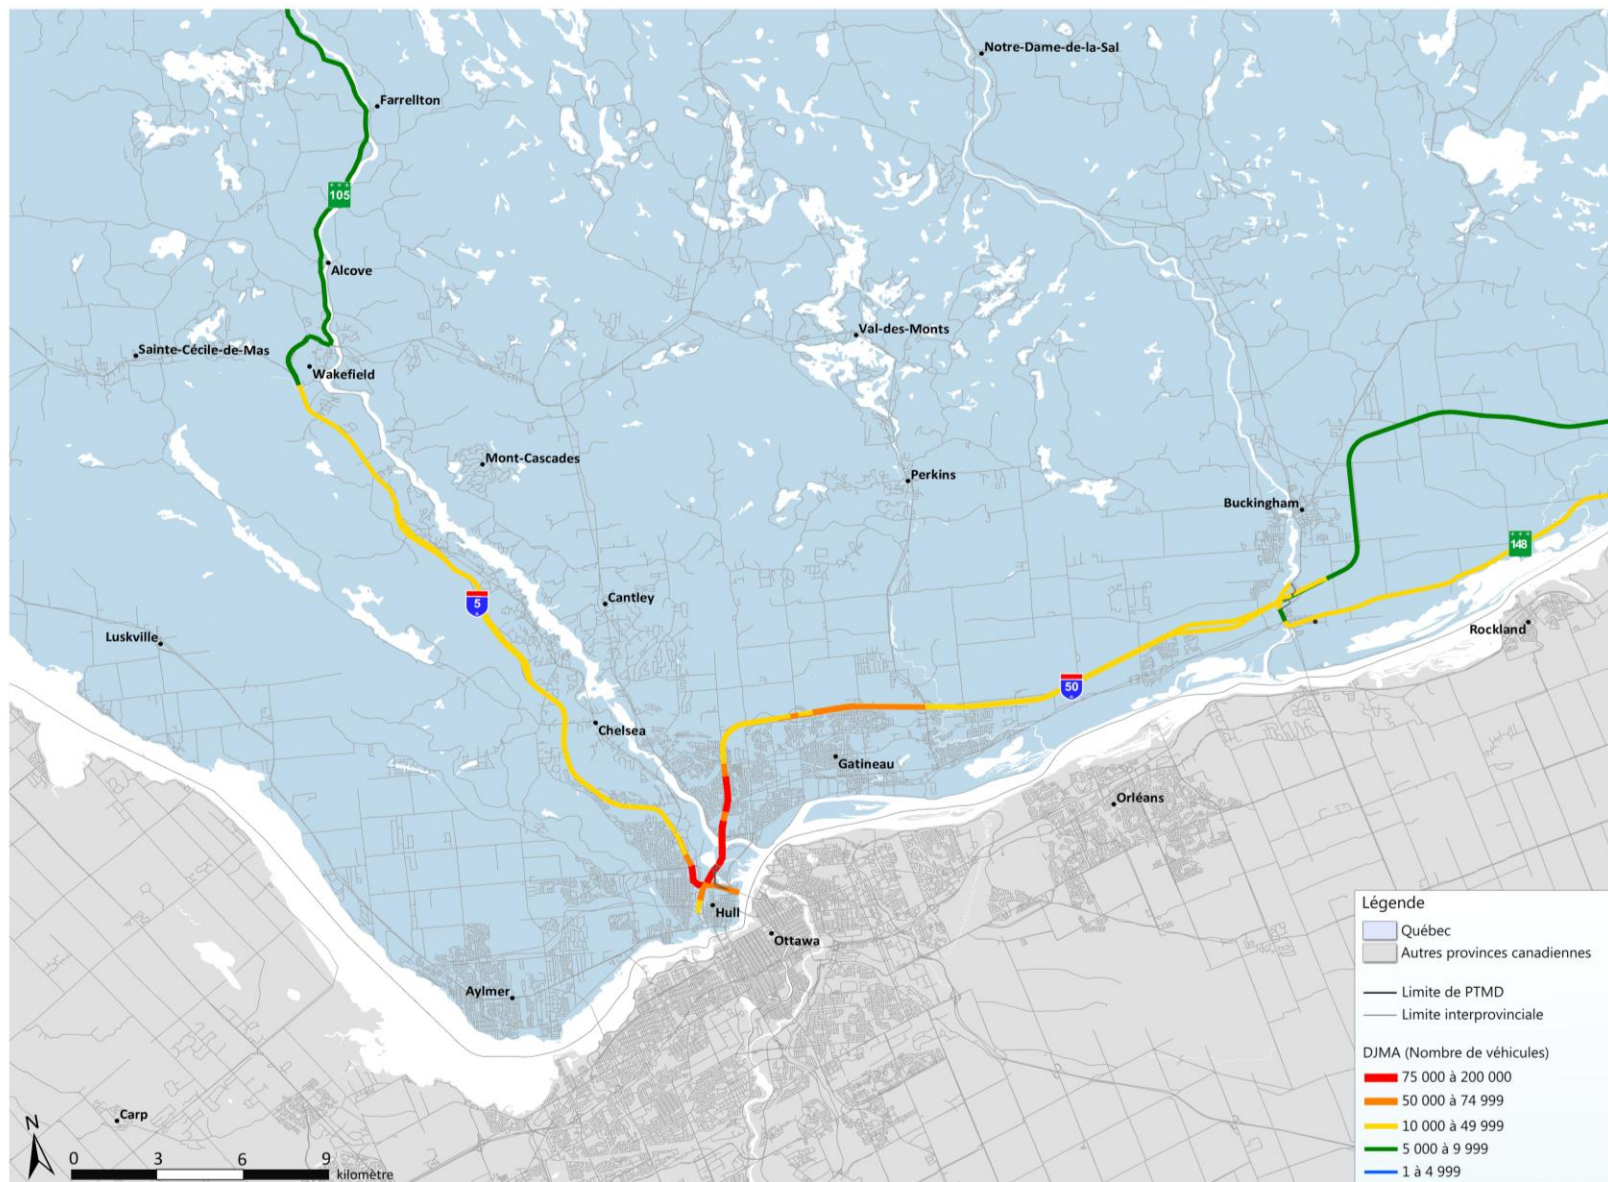 Notre-Dame-de-la-Sal
Farrellton
105
Alcove
Val-des-Monts
Sainte-Cécile-de-Mas
Wakefield
Mont-Cascades
Perkins
Buckingham
148
5
Cantley
Luskville
Rockland
50
Chelsea
Gatineau
Orléans
Hull
Ottawa
Aylmer
Carp
N
0 3 6 9
kilomètre
Légende
Québec
Autres provinces canadiennes
Limite de PTMD
Limite interprovinciale
DJMA (Nombre de véhicules)
75 000 à 200 000
50 000 à 74 999
10 000 à 49 999
5 000 à 9 999
1 à 4 999